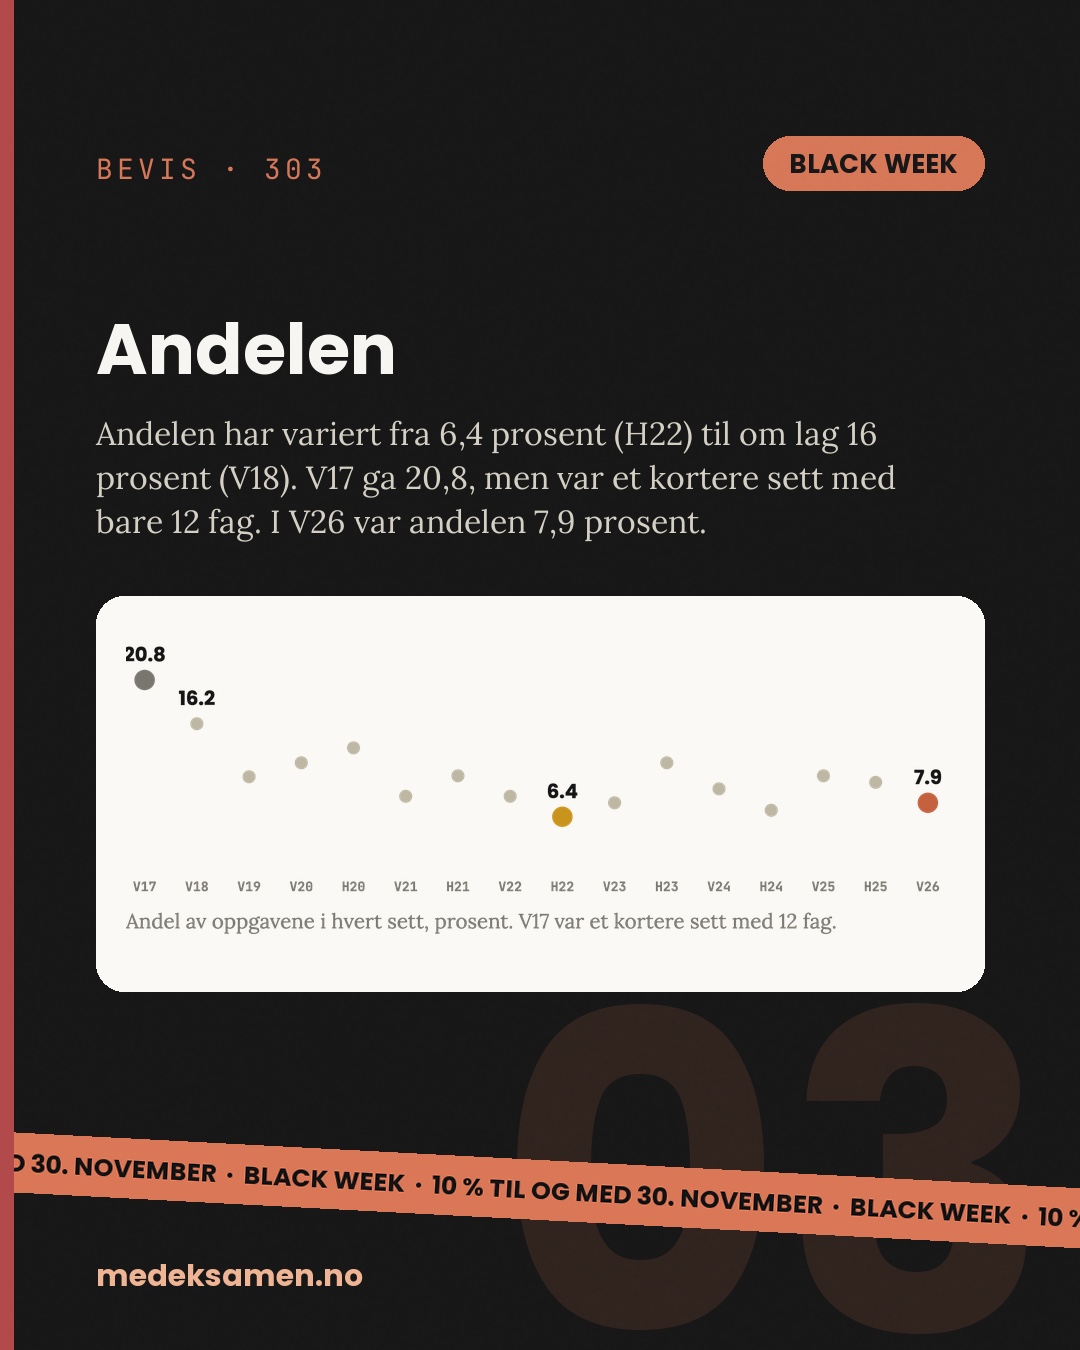 BEVIS · 303
BLACK WEEK
Andelen
Andelen har variert fra 6,4 prosent (H22) til om lag 16
prosent (V18). V17 ga 20,8, men var et kortere sett med
bare 12 fag. I V26 var andelen 7,9 prosent.
20.8
16.2
6.4
7.9
V17 V18 V19 V20 H20 V21 H21 V22 H22 V23 H23 V24 H24 V25 H25 V26
Andel av oppgavene i hvert sett, prosent. V17 var et kortere sett med 12 fag.
03
30. NOVEMBER · BLACK WEEK · 10 % TIL OG MED 30. NOVEMBER · BLACK WEEK · 10 %
medeksamen.no